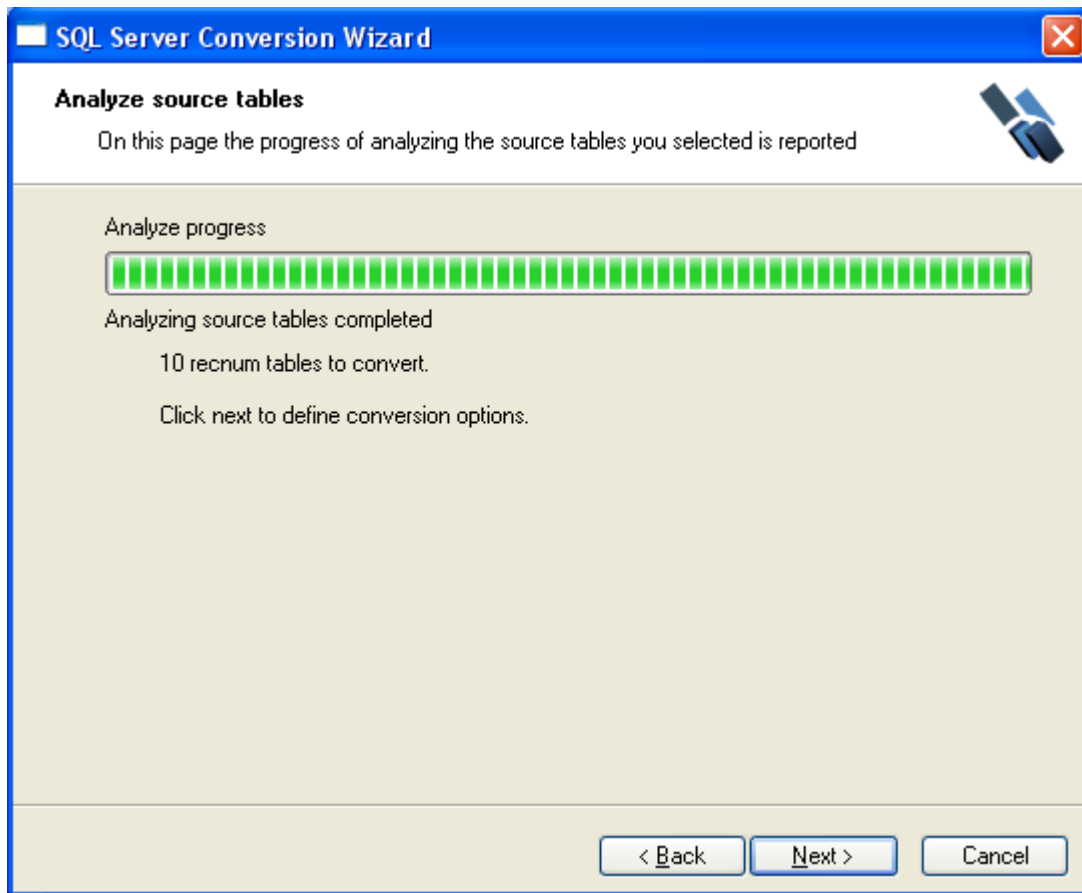 SQL Server Conversion Wizard
Analyze source tables
On this page the progress of analyzing the source tables you selected is reported
Analyze progress
Analyzing source tables completed
10 recnum tables to convert.
Click next to define conversion options.
< Back Next > Cancel